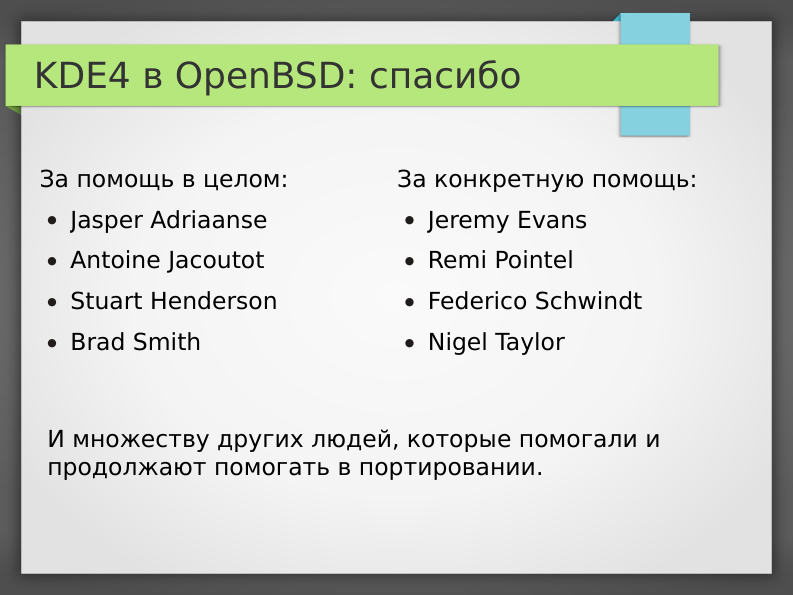 KDE4 в OpenBSD: спасибо
За помощь в целом:
• Jasper Adriaanse
• Antoine Jacoutot
• Stuart Henderson
• Brad Smith
За конкретную помощь:
• Jeremy Evans
• Remi Pointel
• Federico Schwindt
• Nigel Taylor
И множеству других людей, которые помогали и
продолжают помогать в портировании.